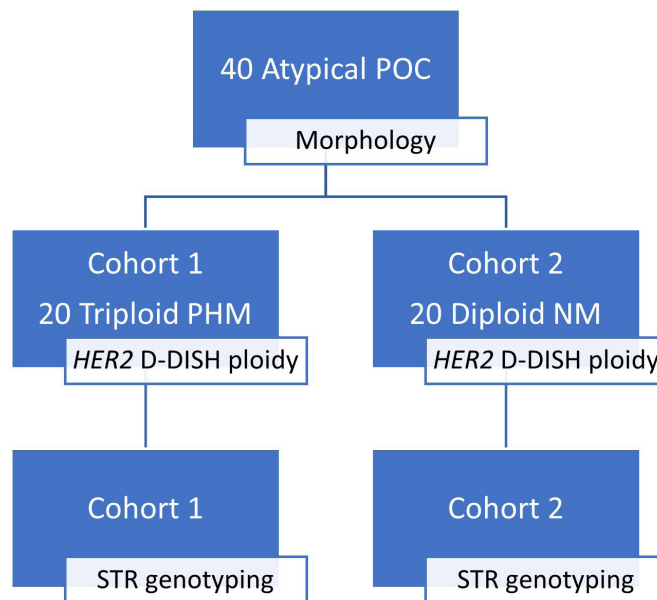 40 Atypical POC
Morphology
Cohort 1
20 Triploid PHM
HER2 D-DISH ploidy
Cohort 2
20 Diploid NM
HER2 D-DISH ploidy
Cohort 1
STR genotyping
Cohort 2
STR genotyping